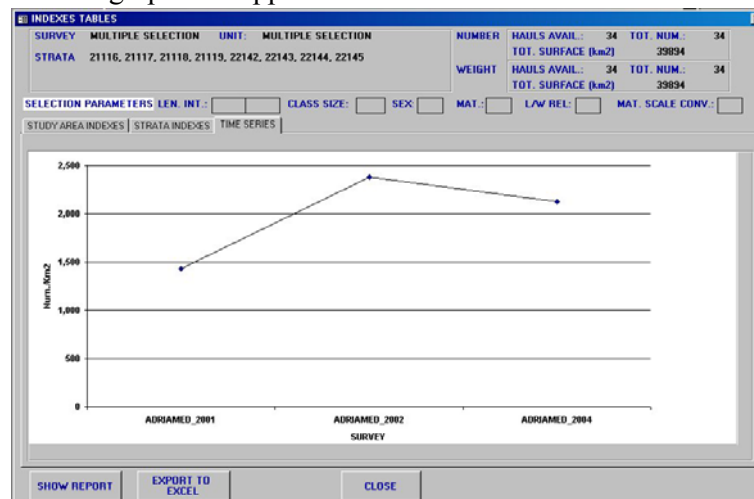 INDEXES TABLES
SURVEY MULTIPLE SELECTION UNIT: MULTIPLE SELECTION
STRATA 21116, 21117, 21118, 21119, 22142, 22143, 22144, 22145
NUMBER HAULS AVAIL.: 34 TOT. NUM.: 34
TOT. SURFACE (km2) 39894
WEIGHT HAULS AVAIL.: 34 TOT. NUM.: 34
TOT. SURFACE (km2) 39894
SELECTION PARAMETERS LEN. INT.: CLASS SIZE: SEX: MAT.: L/W REL: MAT. SCALE CONV.:
STUDY AREA INDEXES STRATA INDEXES TIME SERIES
2,500
2,000
1,500
1,000
500
0
Num./Km2
ADRIAMED_2001 ADRIAMED_2002 ADRIAMED_2004
SURVEY
SHOW REPORT EXPORT TO EXCEL CLOSE